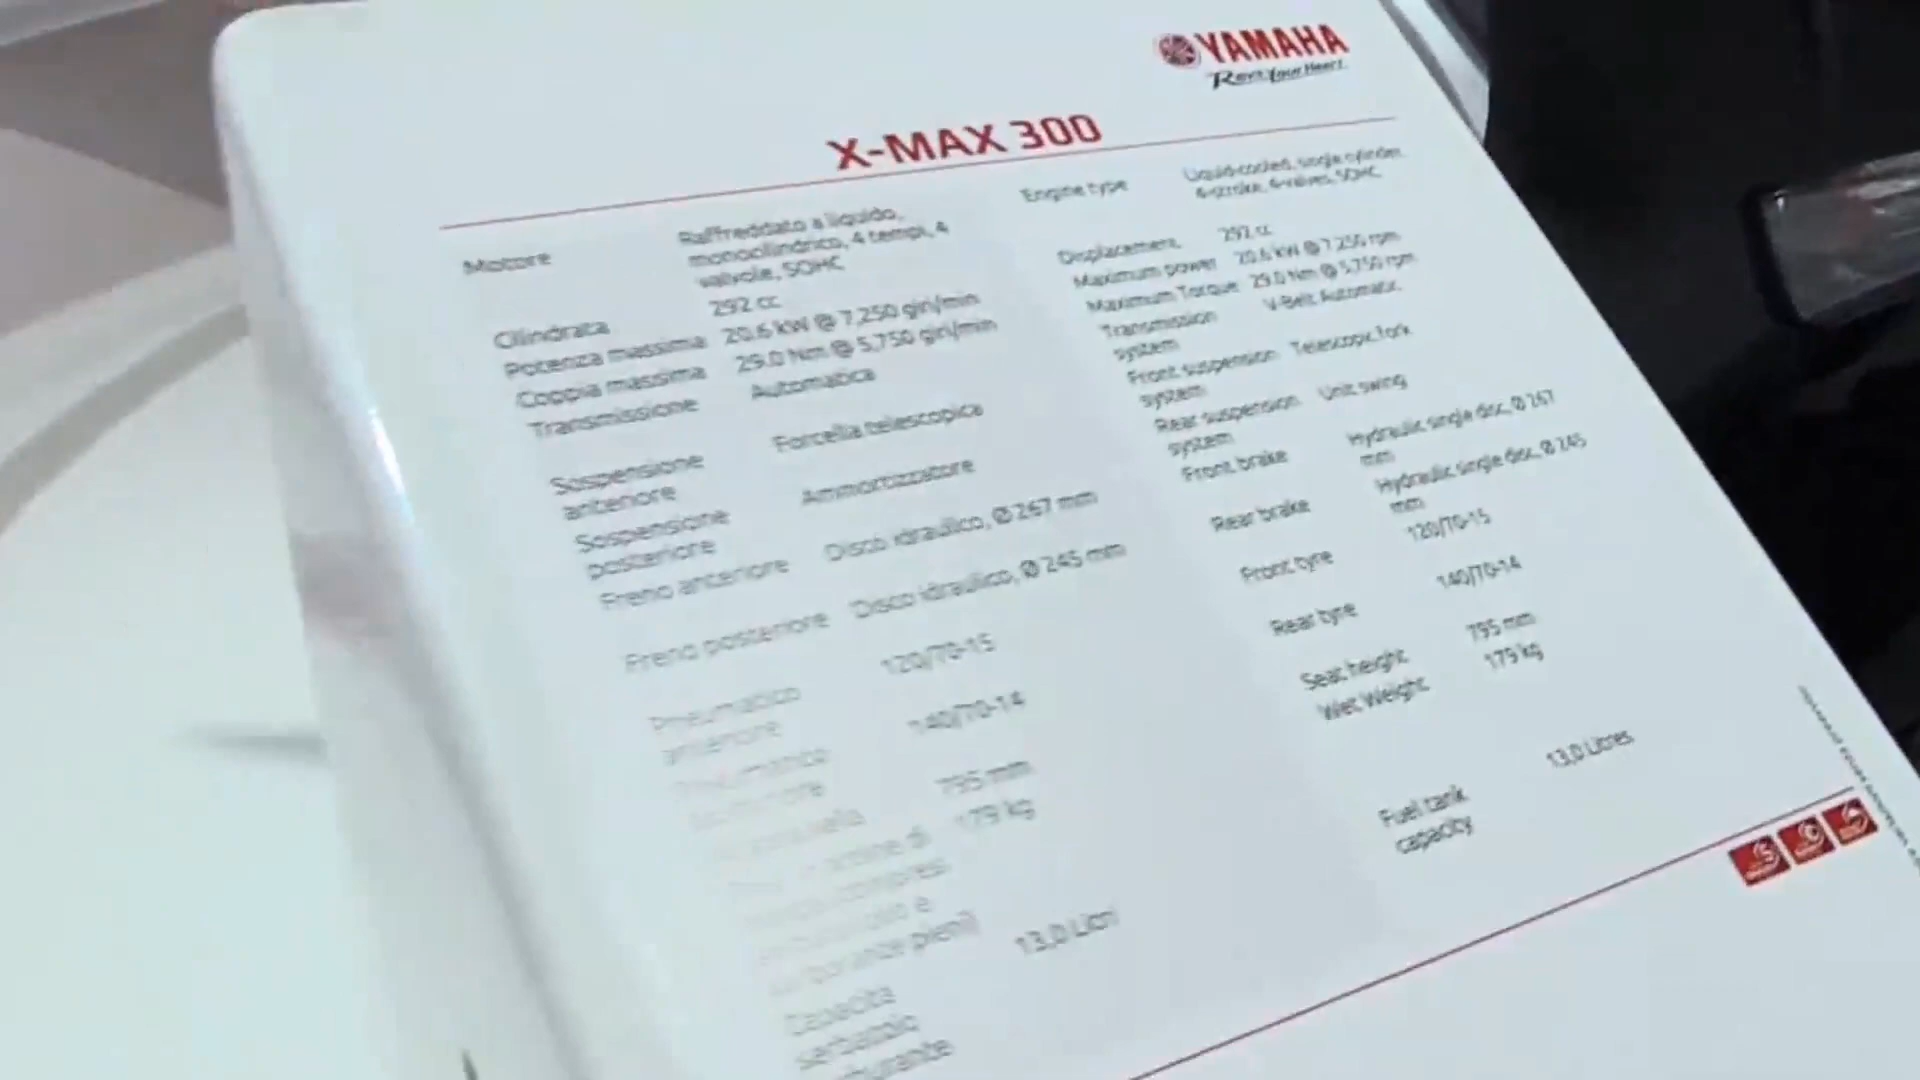 YAMAHA
Revs Your Heart
X-MAX 300
Motore
Raffreddato a liquido,
monocilindrico, 4 tempi, 4
valvole, SOHC
Cilindrata 292 cc
Potenza massima 20.6 kW @ 7,250 giri/min
Coppia massima 29.0 Nm @ 5,750 giri/min
Transmissione Automatica
Sospensione
anteriore
Forcella telescopica
Sospensione
posteriore
Ammortizzatore
Freno anteriore Disco idraulico, Ø 267 mm
Freno posteriore Disco idraulico, Ø 245 mm
Pneumatico
anteriore
120/70-15
Pneumatico
140/70-14
795 mm
179 kg
Capacità
serbatoio
13,0 Litri
Engine type
Liquid-cooled, single cylinder,
4-stroke, 4-valves, SOHC,
Displacement 292 cc
Maximum power 20.6 kW @ 7,250 rpm
Maximum Torque 29.0 Nm @ 5,750 rpm
Transmission
system
V-Belt Automatic
Front suspension
system
Telescopic fork
Rear suspension
system
Unit swing
Front brake
Hydraulic single disc, Ø 267
mm
Rear brake
Hydraulic single disc, Ø 245
mm
Front tyre 120/70-15
Rear tyre 140/70-14
Seat height 795 mm
Wet Weight 179 kg
Fuel tank
capacity
13,0 Litres